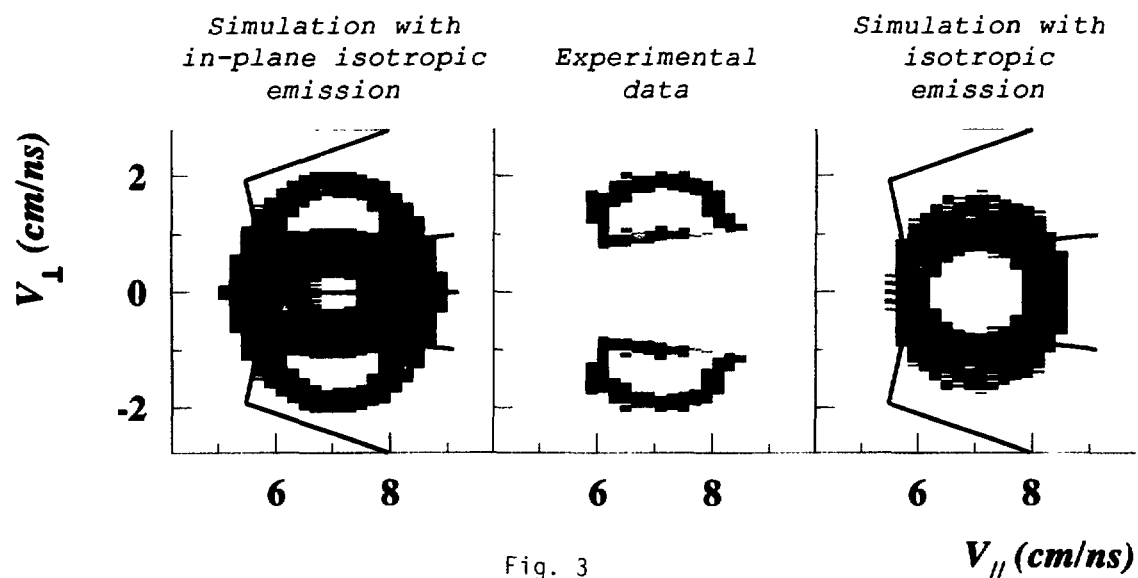 Simulation with
in-plane isotropic
emission
Experimental
data
Simulation with
isotropic
emission
V⊥ (cm/ns)
2
0
-2
6 8
6 8
6 8
V// (cm/ns)
Fig. 3